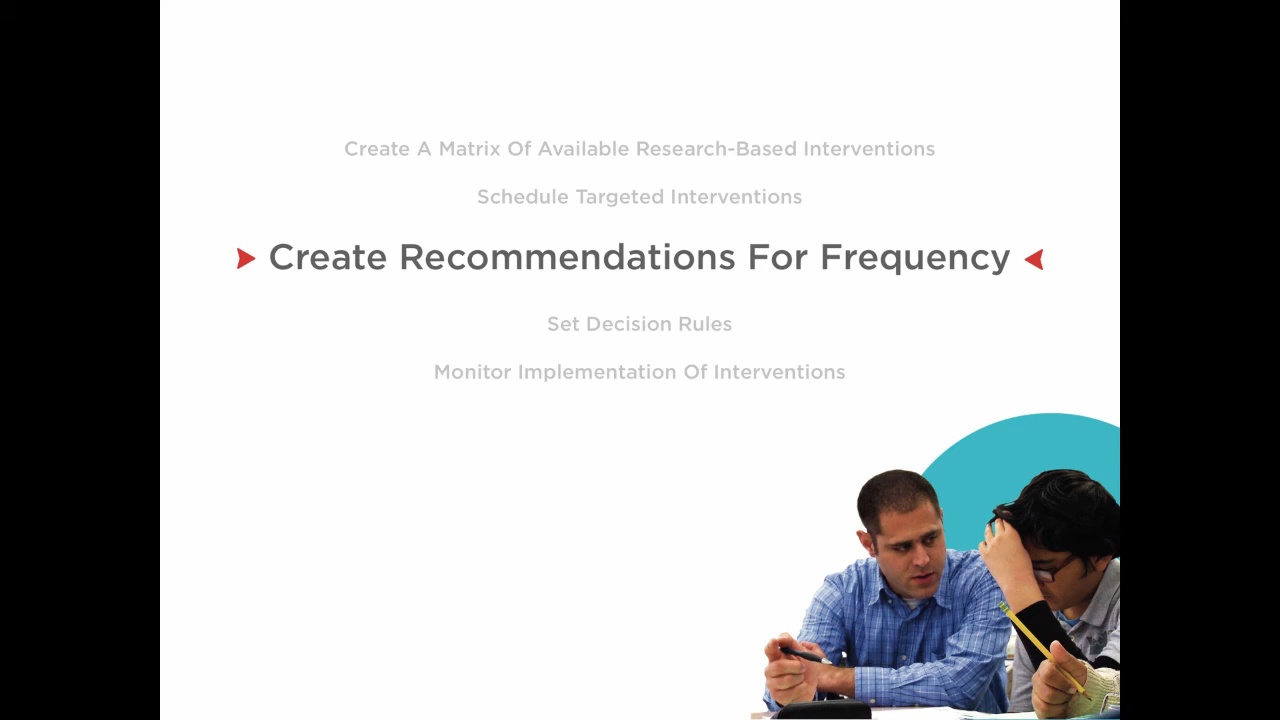 Create A Matrix Of Available Research-Based Interventions
Schedule Targeted Interventions
Create Recommendations For Frequency
Set Decision Rules
Monitor Implementation Of Interventions